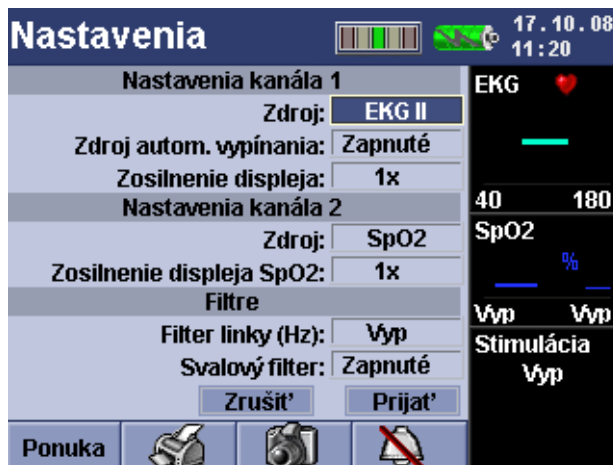 Nastavenia
17.10.08
11:20
Nastavenia kanála 1
Zdroj: EKG II
Zdroj autom. vypínania: Zapnuté
Zosilnenie displeja: 1x
Nastavenia kanála 2
Zdroj: SpO2
Zosilnenie displeja SpO2: 1x
Filtre
Filter linky (Hz): Vyp
Svalový filter: Zapnuté
Zrušiť Prijať
Ponuka
EKG
40 180
SpO2
%
Vyp Vyp
Stimulácia
Vyp